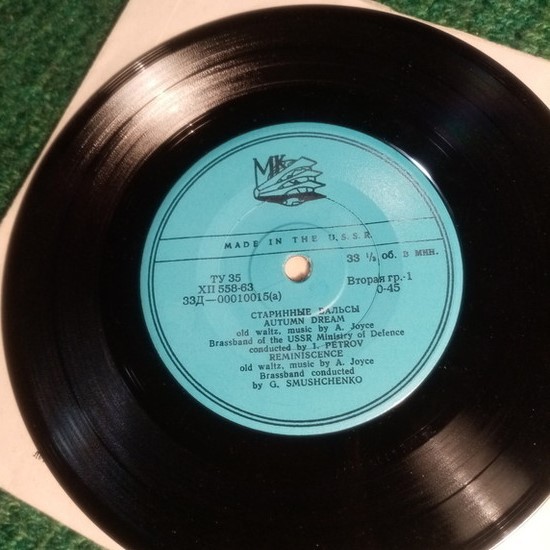 МК
MADE IN THE U.S.S.R.
33 ⅓ об. в мин.
ТУ 35
ХП 558-63
33Д—00010015(а)
Вторая гр.-1
0-45
СТАРИННЫЕ ВАЛЬСЫ
AUTUMN DREAM
old waltz, music by A. Joyce
Brassband of the USSR Ministry of Defence
conducted by I. PETROV
REMINISCENCE
old waltz, music by A. Joyce
Brassband conducted
by G. SMUSHCHENKO